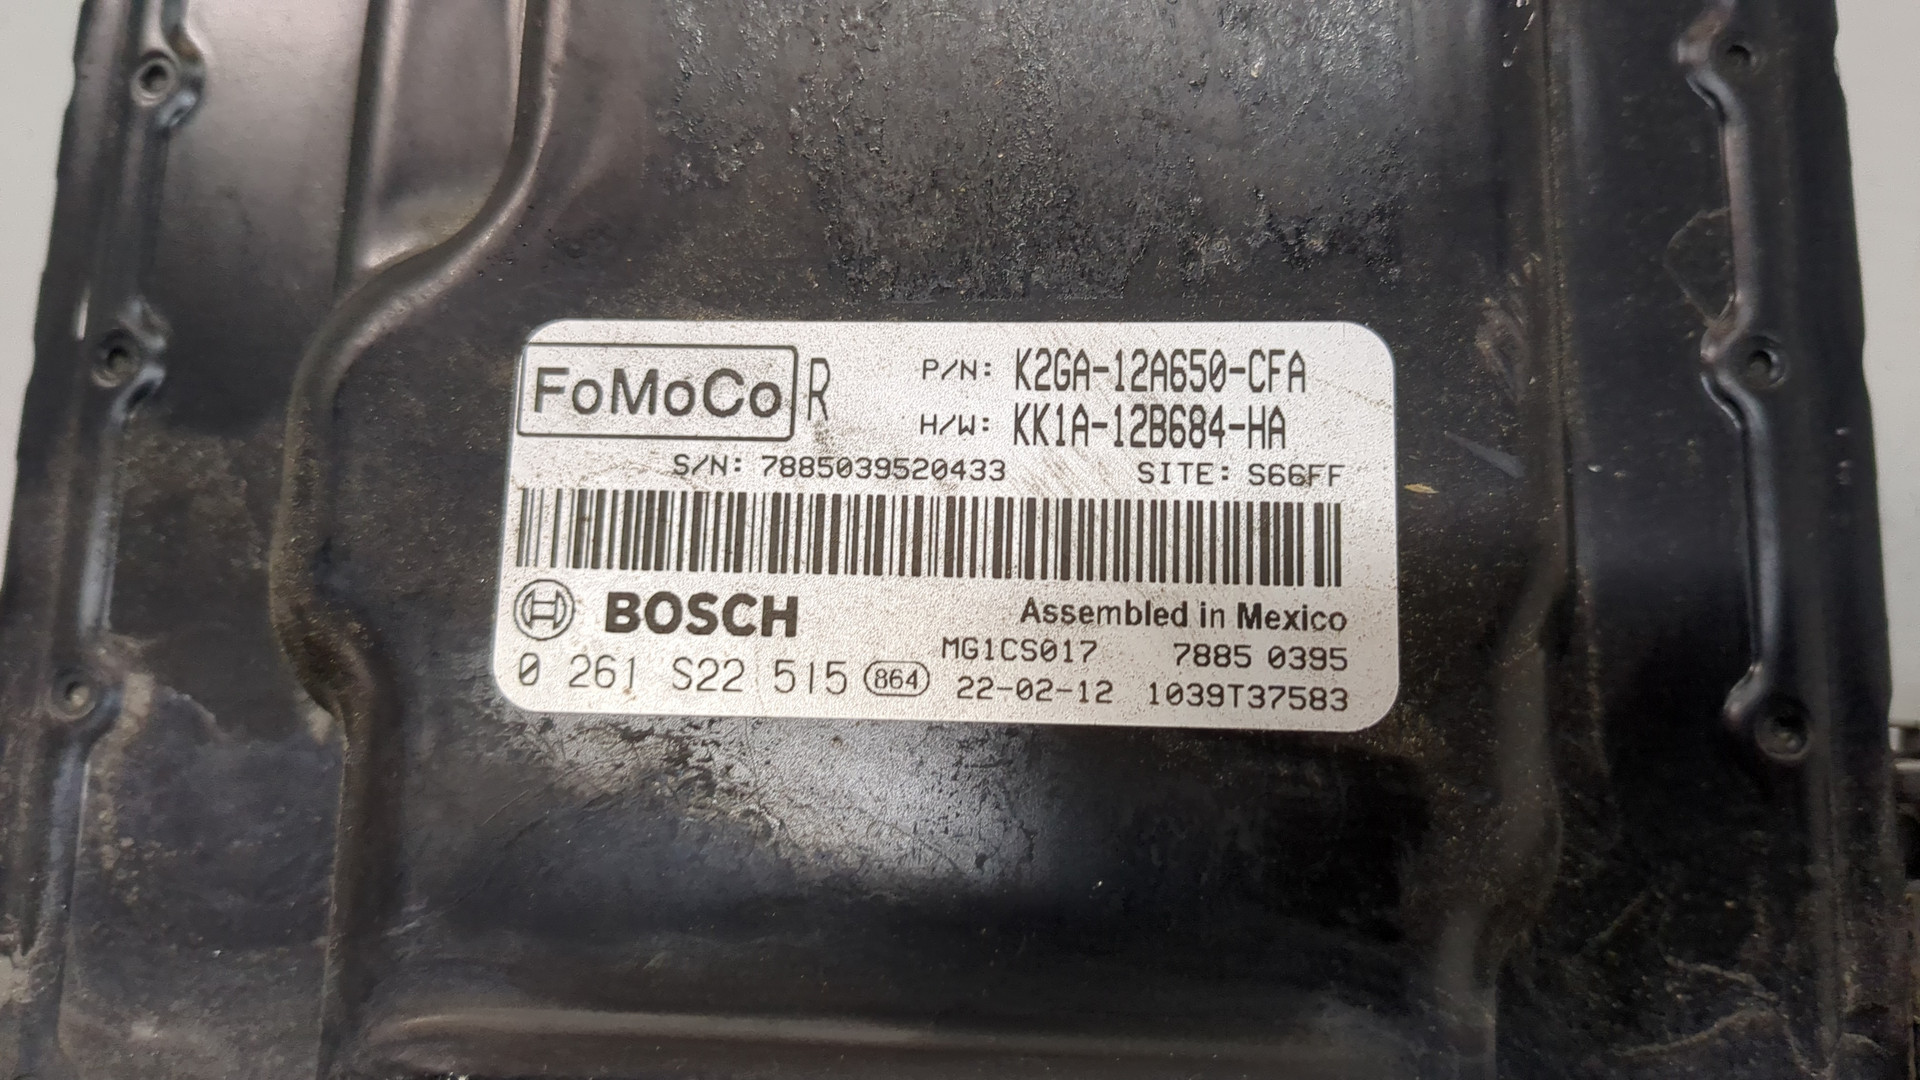 FoMoCo R P/N: K2GA-12A650-CFA
H/W: KK1A-12B684-HA
S/N: 7885039520433 SITE: S66FF
BOSCH Assembled in Mexico
MG1CS017 7885 0395
0 261 S22 515 864 22-02-12 1039T37583